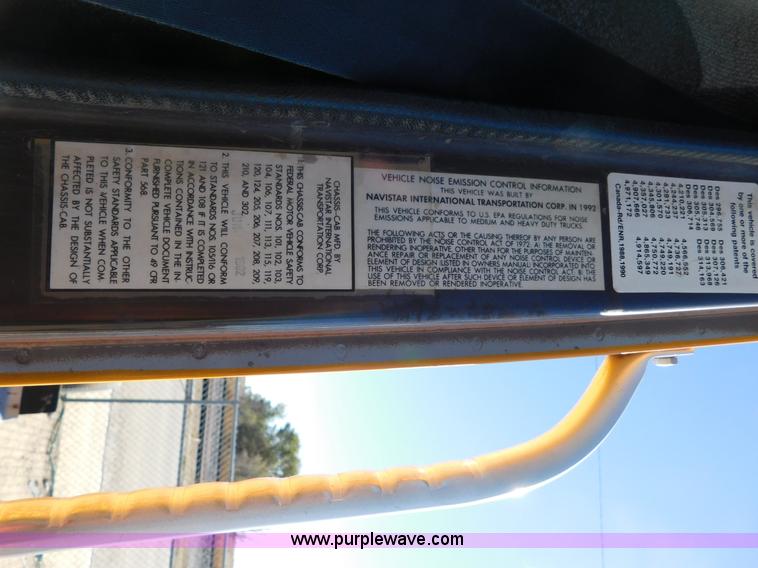 CHASSIS-CAB MFD BY
NAVISTAR INTERNATIONAL
TRANSPORTATION CORP.
1. THIS CHASSIS-CAB CONFORMS TO
FEDERAL MOTOR VEHICLE SAFETY
STANDARDS NOS. 101, 102, 103,
104, 106, 107, 111, 113, 115, 119,
120, 124, 205, 206, 207, 208, 209,
210, AND 302.
2. THIS VEHICLE WILL CONFORM
TO STANDARDS NOS. 105/116 OR
121 AND 108 IF IT IS COMPLETED
IN ACCORDANCE WITH INSTRUC-
TIONS CONTAINED IN THE IN-
COMPLETE VEHICLE DOCUMENT
FURNISHED PURSUANT TO 49 CFR
PART 568.
3. CONFORMITY TO THE OTHER
SAFETY STANDARDS APPLICABLE
TO THIS VEHICLE WHEN COM-
PLETED IS NOT SUBSTANTIALLY
AFFECTED BY THE DESIGN OF
THE CHASSIS-CAB.
VEHICLE NOISE EMISSION CONTROL INFORMATION
THIS VEHICLE WAS BUILT BY
NAVISTAR INTERNATIONAL TRANSPORTATION CORP. IN 1992
THIS VEHICLE CONFORMS TO U.S. EPA REGULATIONS FOR NOISE
EMISSIONS APPLICABLE TO MEDIUM AND HEAVY DUTY TRUCKS.
THE FOLLOWING ACTS OR THE CAUSING THEREOF BY ANY PERSON ARE
PROHIBITED BY THE NOISE CONTROL ACT OF 1972. A: THE REMOVAL OR
RENDERING INOPERATIVE, OTHER THAN FOR THE PURPOSE OF MAINTEN-
ANCE REPAIR OR REPLACEMENT OF ANY NOISE CONTROL DEVICE OR
ELEMENT OF DESIGN LISTED IN OWNERS MANUAL) INCORPORATED INTO
THIS VEHICLE IN COMPLIANCE WITH THE NOISE CONTROL ACT. B: THE
USE OF THIS VEHICLE AFTER SUCH DEVICE OR ELEMENT OF DESIGN HAS
BEEN REMOVED OR RENDERED INOPERATIVE.
This vehicle is covered
by one or more of the
following patents
Canada-Rd/ENR. 1988,1990
www.purplewave.com